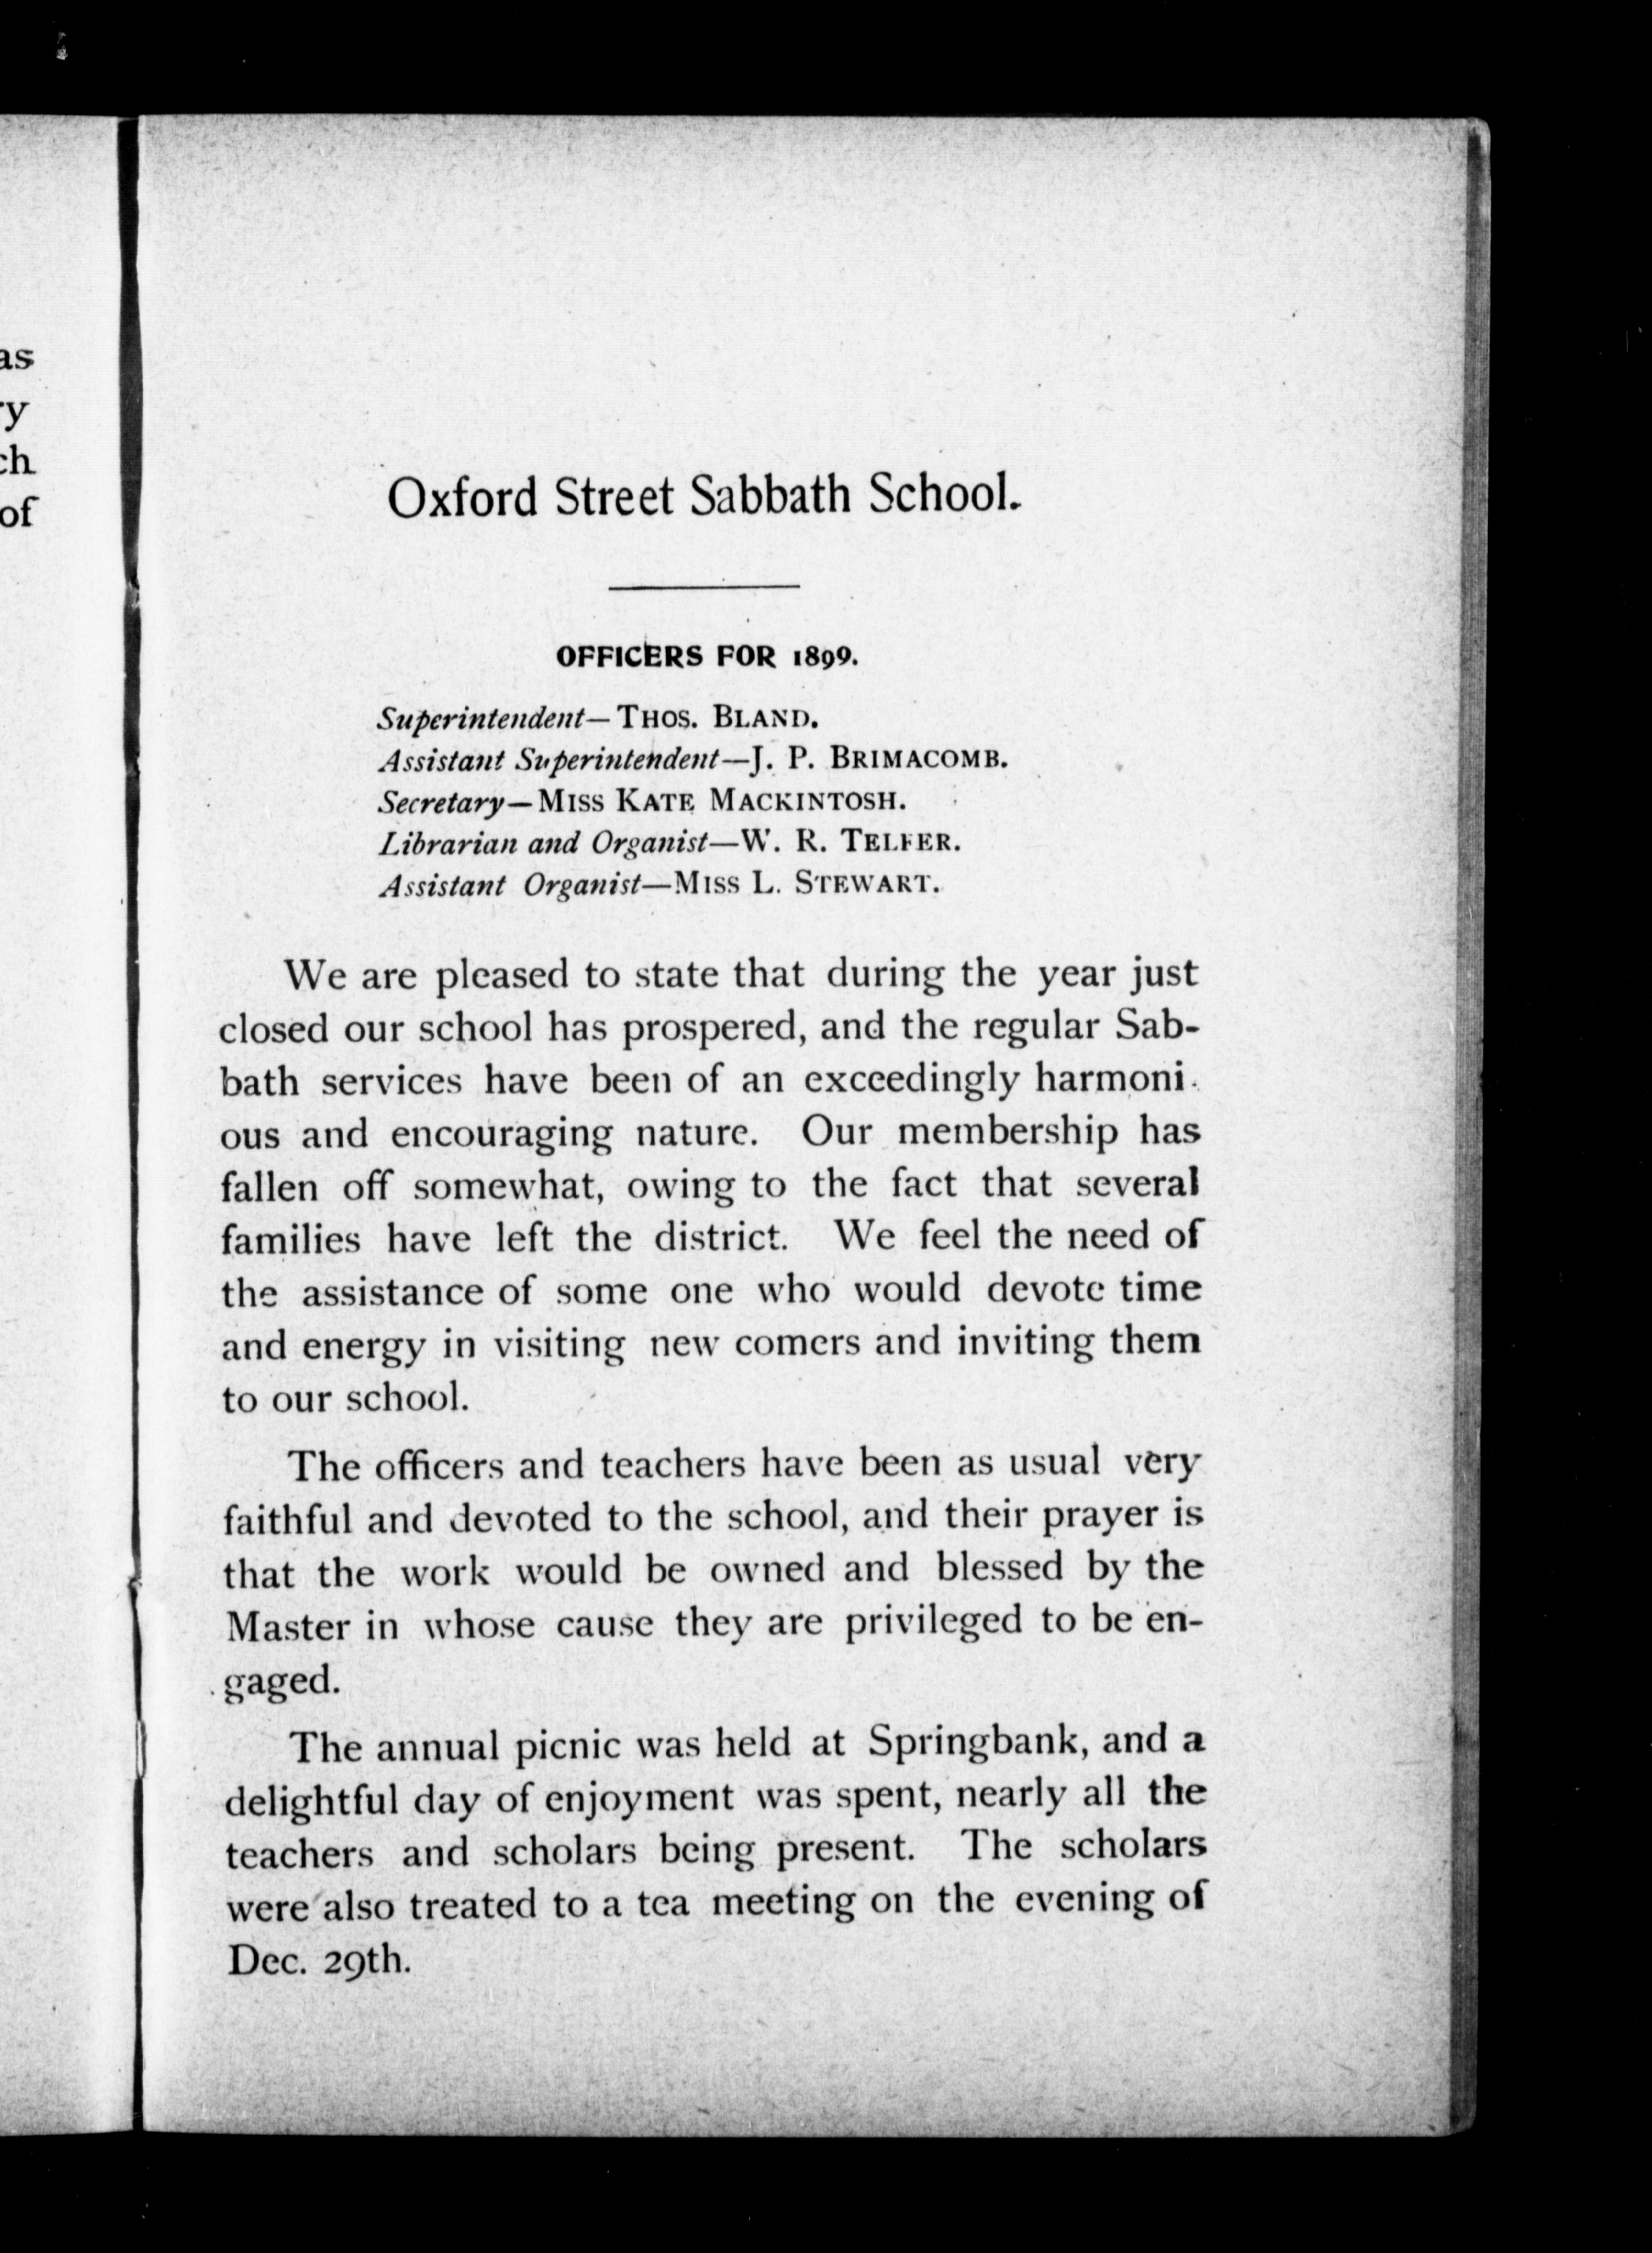 as
ry
ch
of
Oxford Street Sabbath School.
OFFICERS FOR 1899.
Superintendent—THOS. BLAND.
Assistant Superintendent—J. P. BRIMACOMB.
Secretary—MISS KATE MACKINTOSH.
Librarian and Organist—W. R. TELFER.
Assistant Organist—MISS L. STEWART.
We are pleased to state that during the year just
closed our school has prospered, and the regular Sab-
bath services have been of an exceedingly harmoni-
ous and encouraging nature. Our membership has
fallen off somewhat, owing to the fact that several
families have left the district. We feel the need of
the assistance of some one who would devote time
and energy in visiting new comers and inviting them
to our school.
The officers and teachers have been as usual very
faithful and devoted to the school, and their prayer is
that the work would be owned and blessed by the
Master in whose cause they are privileged to be en-
gaged.
The annual picnic was held at Springbank, and a
delightful day of enjoyment was spent, nearly all the
teachers and scholars being present. The scholars
were also treated to a tea meeting on the evening of
Dec. 29th.